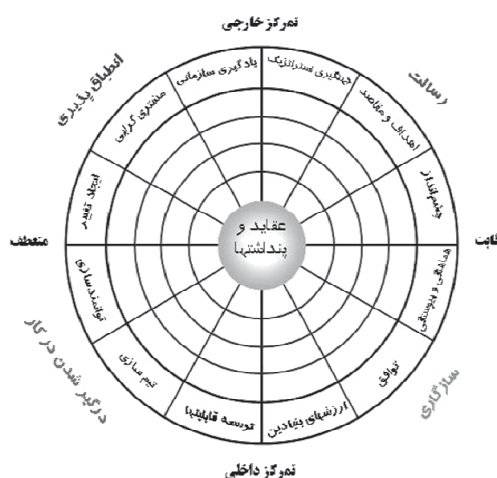 تمرکز خارجی
انطباق پذیری
رسالت
یادگیری سازمانی
جهتگیری استراتژیک
مشتری گرایی
اهداف و مقاصد
ایجاد تغییر
چشم‌انداز
عقاید و
پنداشتها
منعطف
ثابت
توانمندسازی
هماهنگی و پیوستگی
تیم سازی
توافق
توسعه قابلیتها
ارزشهای بنیادین
درگیر شدن در کار
سازگاری
تمرکز داخلی